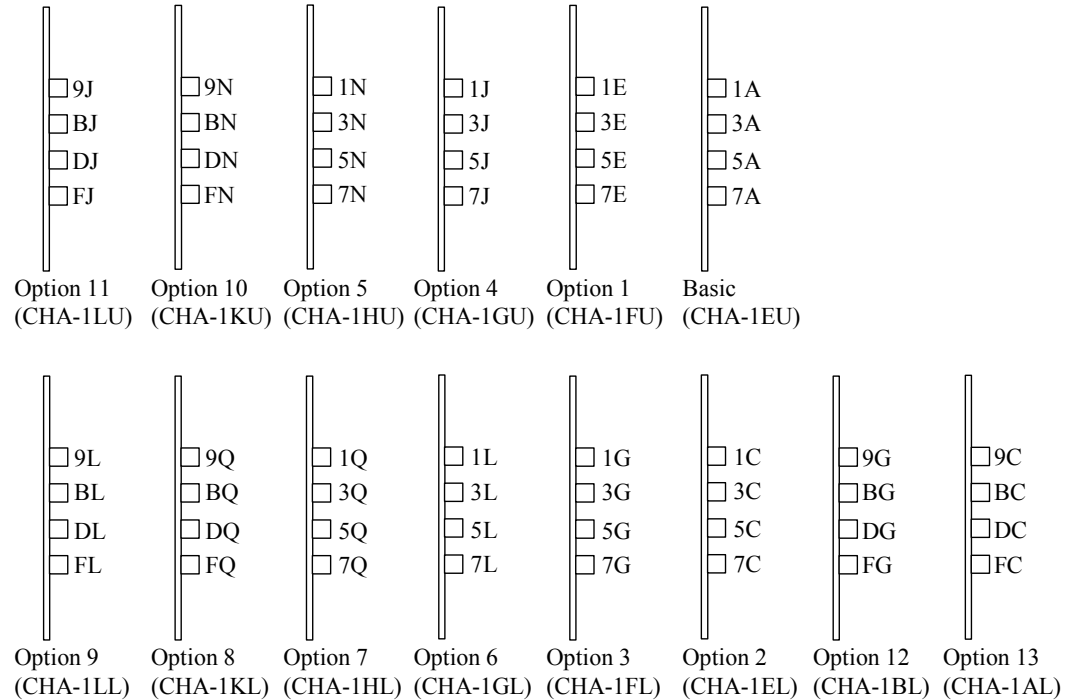 9J 9N 1N 1J 1E 1A
BJ BN 3N 3J 3E 3A
DJ DN 5N 5J 5E 5A
FJ FN 7N 7J 7E 7A
Option 11 Option 10 Option 5 Option 4 Option 1 Basic
(CHA-1LU) (CHA-1KU) (CHA-1HU) (CHA-1GU) (CHA-1FU) (CHA-1EU)
9L 9Q 1Q 1L 1G 1C 9G 9C
BL BQ 3Q 3L 3G 3C BG BC
DL DQ 5Q 5L 5G 5C DG DC
FL FQ 7Q 7L 7G 7C FG FC
Option 9 Option 8 Option 7 Option 6 Option 3 Option 2 Option 12 Option 13
(CHA-1LL) (CHA-1KL) (CHA-1HL) (CHA-1GL) (CHA-1FL) (CHA-1EL) (CHA-1BL) (CHA-1AL)